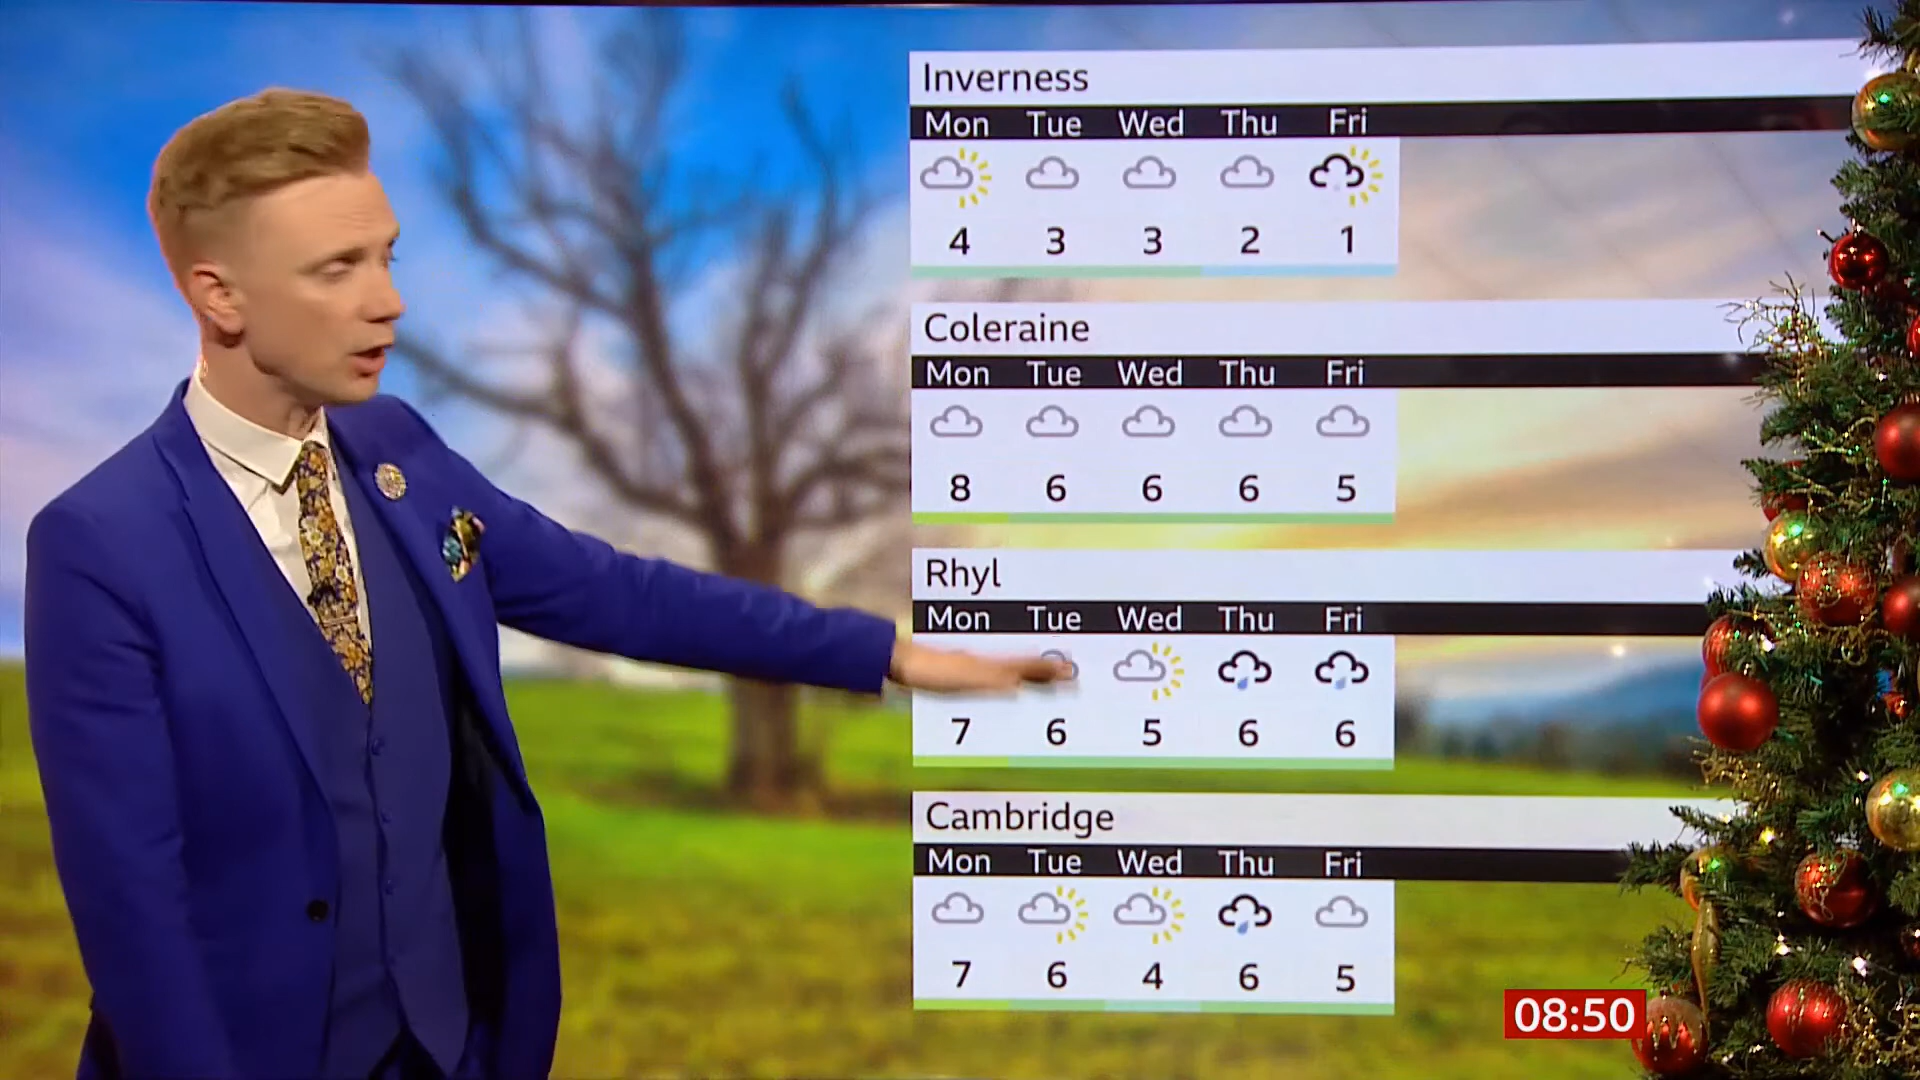 Inverness
Mon Tue Wed Thu Fri
4 3 3 2 1
Coleraine
Mon Tue Wed Thu Fri
8 6 6 6 5
Rhyl
Mon Tue Wed Thu Fri
7 6 5 6 6
Cambridge
Mon Tue Wed Thu Fri
7 6 4 6 5
08:50